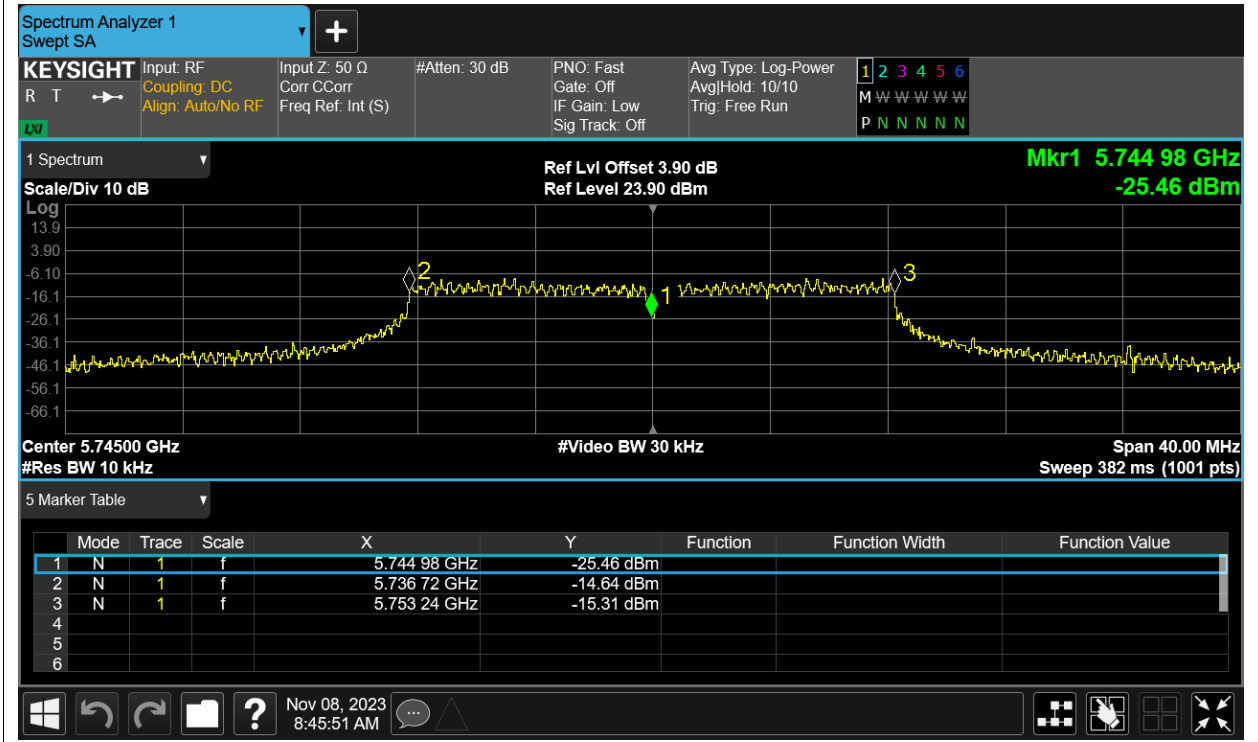 Spectrum Analyzer 1
Swept SA
+
KEYSIGHT
R T
LXI
Input: RF
Coupling: DC
Align: Auto/No RF
Input Z: 50 Ω
Corr CCorr
Freq Ref: Int (S)
#Atten: 30 dB
PNO: Fast
Gate: Off
IF Gain: Low
Sig Track: Off
Avg Type: Log-Power
Avg|Hold: 10/10
Trig: Free Run
1 2 3 4 5 6
M W W W W W W
P N N N N N N
1 Spectrum
Scale/Div 10 dB
Ref Lvl Offset 3.90 dB
Ref Level 23.90 dBm
Mkr1 5.744 98 GHz
-25.46 dBm
Log
13.9
3.90
-6.10
-16.1
-26.1
-36.1
-46.1
-56.1
-66.1
2
1
3
Center 5.74500 GHz
#Video BW 30 kHz
Span 40.00 MHz
#Res BW 10 kHz
Sweep 382 ms (1001 pts)
5 Marker Table
Mode Trace Scale X Y Function Function Width Function Value
1 N 1 f 5.744 98 GHz -25.46 dBm
2 N 1 f 5.736 72 GHz -14.64 dBm
3 N 1 f 5.753 24 GHz -15.31 dBm
4
5
6
?
Nov 08, 2023
8:45:51 AM